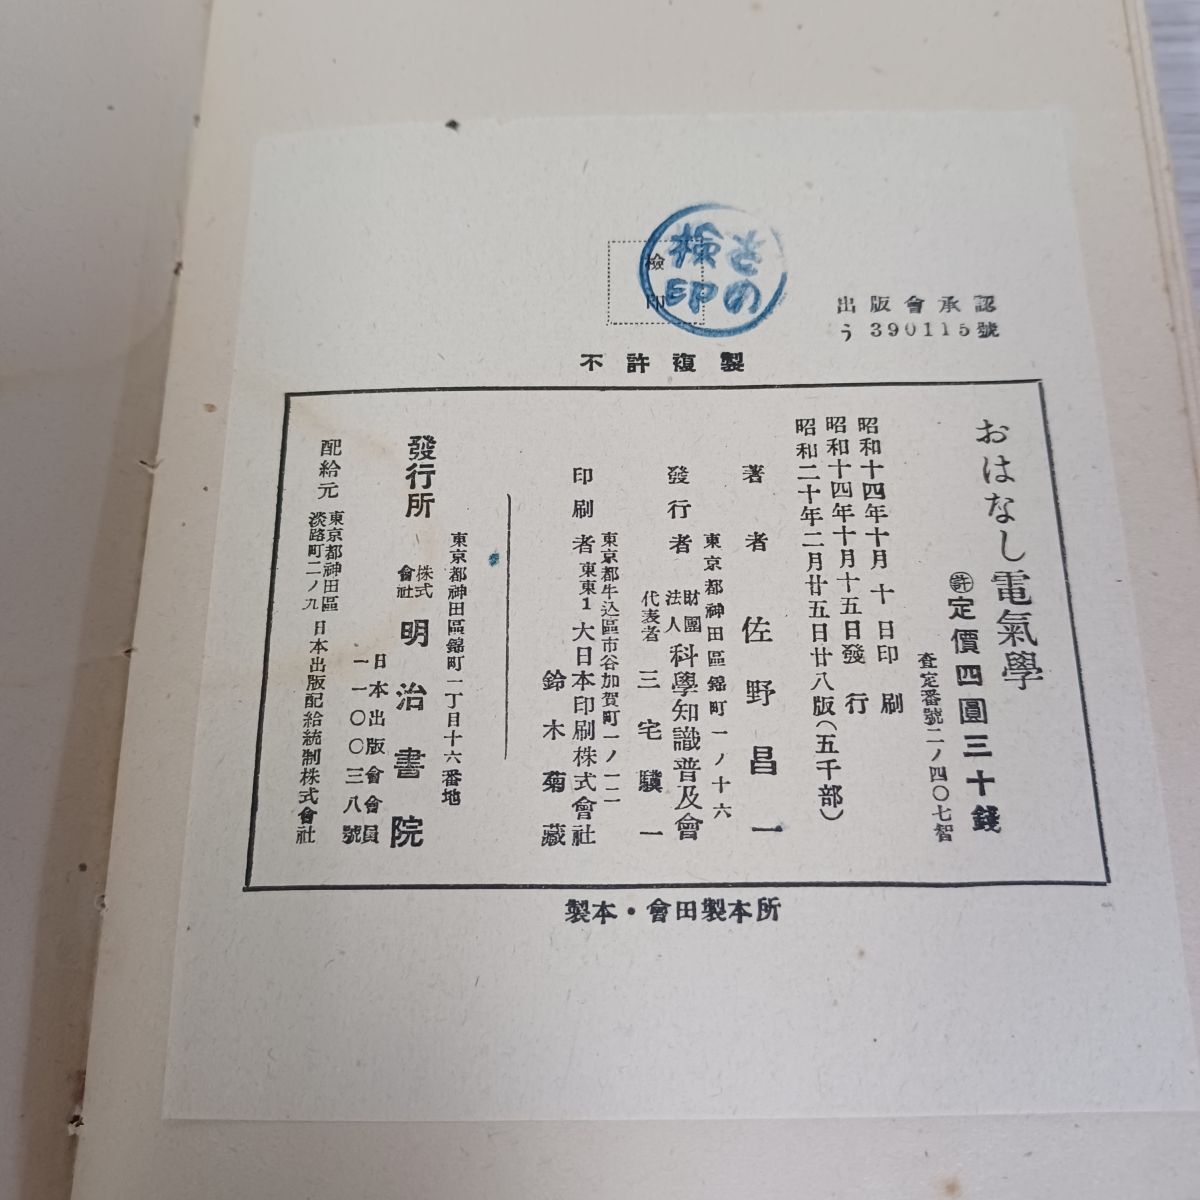 出版會承認
う390115號
檢印
さの
檢印
不許複製
おはなし電氣學
㊕定價四圓三十錢
査定番號二ノ四〇七智
昭和十四年十月十日印刷
昭和十四年十月十五日發行
昭和二十年二月廿五日廿八版(五千部)
著者 佐野昌一
東京都神田區錦町一ノ十六
發行者 財團法人 科學知識普及會
代表者 三宅驥一
東京都牛込區市谷加賀町一ノ一二
印刷者 東東1 大日本印刷株式會社
鈴木菊藏
東京都神田區錦町一丁目十六番地
發行所 株式會社 明治書院
日本出版會會員
一一〇〇三八號
配給元 東京都神田區淡路町二ノ九 日本出版配給統制株式會社
製本・會田製本所